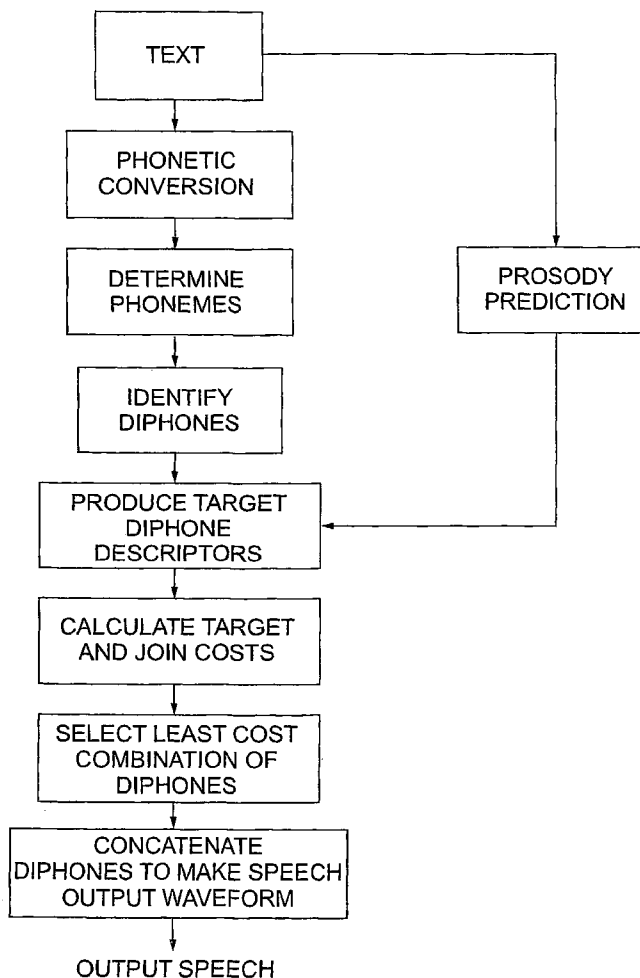 TEXT
PHONETIC
CONVERSION
DETERMINE
PHONEMES
PROSODY
PREDICTION
IDENTIFY
DIPHONES
PRODUCE TARGET
DIPHONE
DESCRIPTORS
CALCULATE TARGET
AND JOIN COSTS
SELECT LEAST COST
COMBINATION OF
DIPHONES
CONCATENATE
DIPHONES TO MAKE SPEECH
OUTPUT WAVEFORM
OUTPUT SPEECH